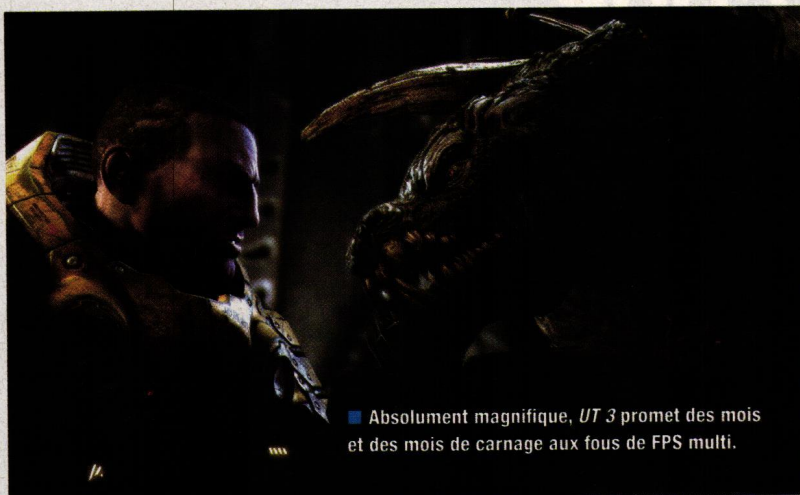 Absolument magnifique, UT 3 promet des mois
et des mois de carnage aux fous de FPS multi.